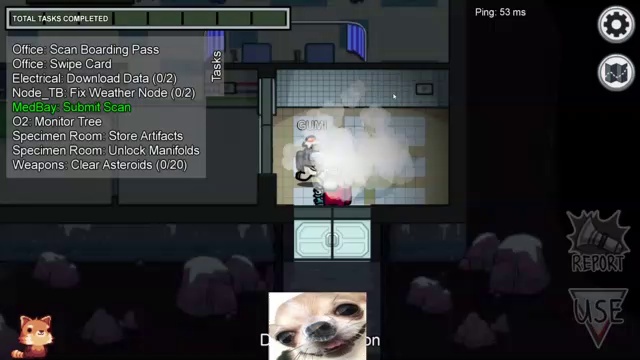 TOTAL TASKS COMPLETED
Ping: 53 ms
Office: Scan Boarding Pass
Office: Swipe Card
Electrical: Download Data (0/2)
Node_TB: Fix Weather Node (0/2)
MedBay: Submit Scan
O2: Monitor Tree
Specimen Room: Store Artifacts
Specimen Room: Unlock Manifolds
Weapons: Clear Asteroids (0/20)
Tasks
REPORT
USE